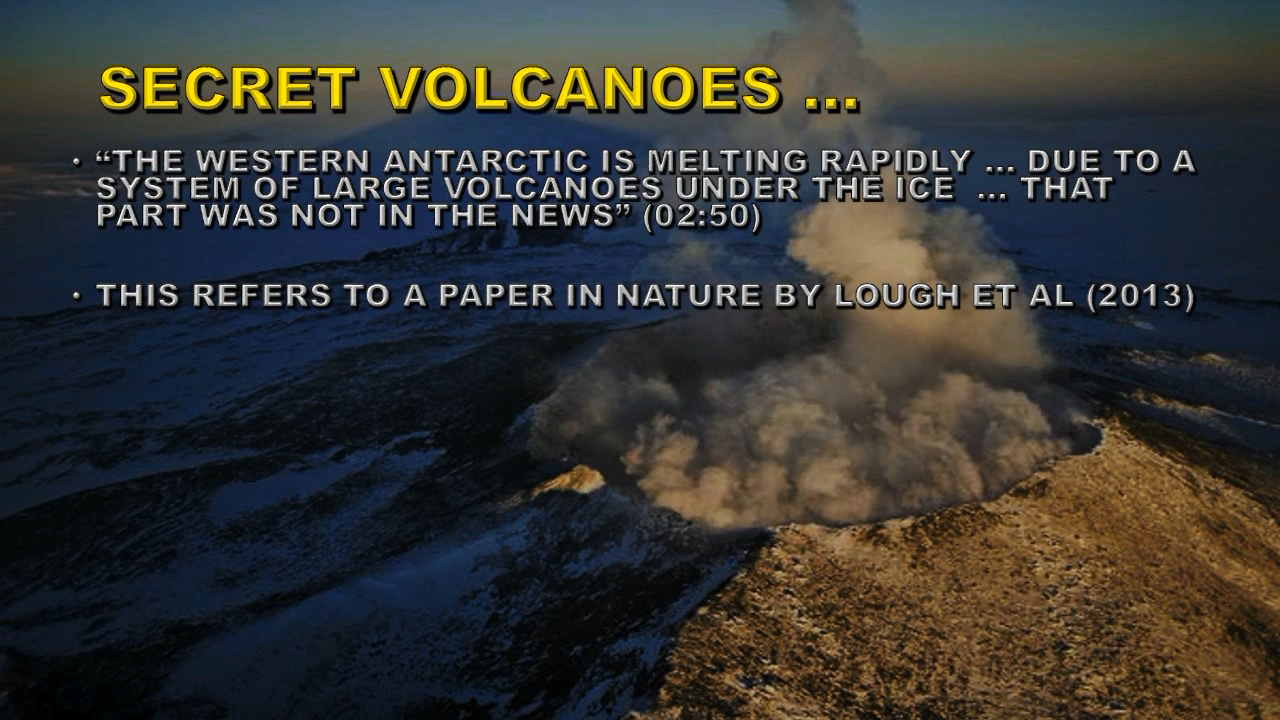 SECRET VOLCANOES ...
• “THE WESTERN ANTARCTIC IS MELTING RAPIDLY ... DUE TO A
SYSTEM OF LARGE VOLCANOES UNDER THE ICE ... THAT
PART WAS NOT IN THE NEWS” (02:50)
• THIS REFERS TO A PAPER IN NATURE BY LOUGH ET AL (2013)